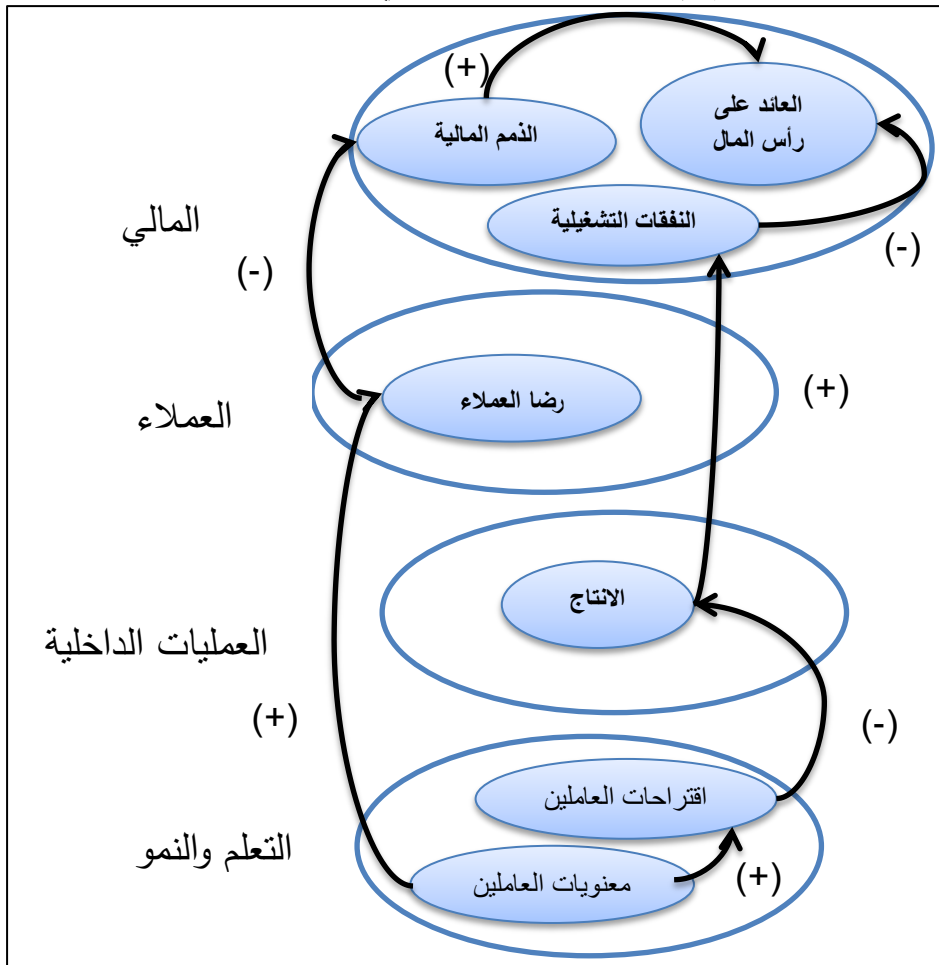 (+)
العائد على
رأس المال
الذمم المالية
النفقات التشغيلية
المالي
(-)
(-)
رضا العملاء
(+)
العملاء
الانتاج
العمليات الداخلية
(+)
(-)
اقتراحات العاملين
التعلم والنمو
معنويات العاملين
(+)